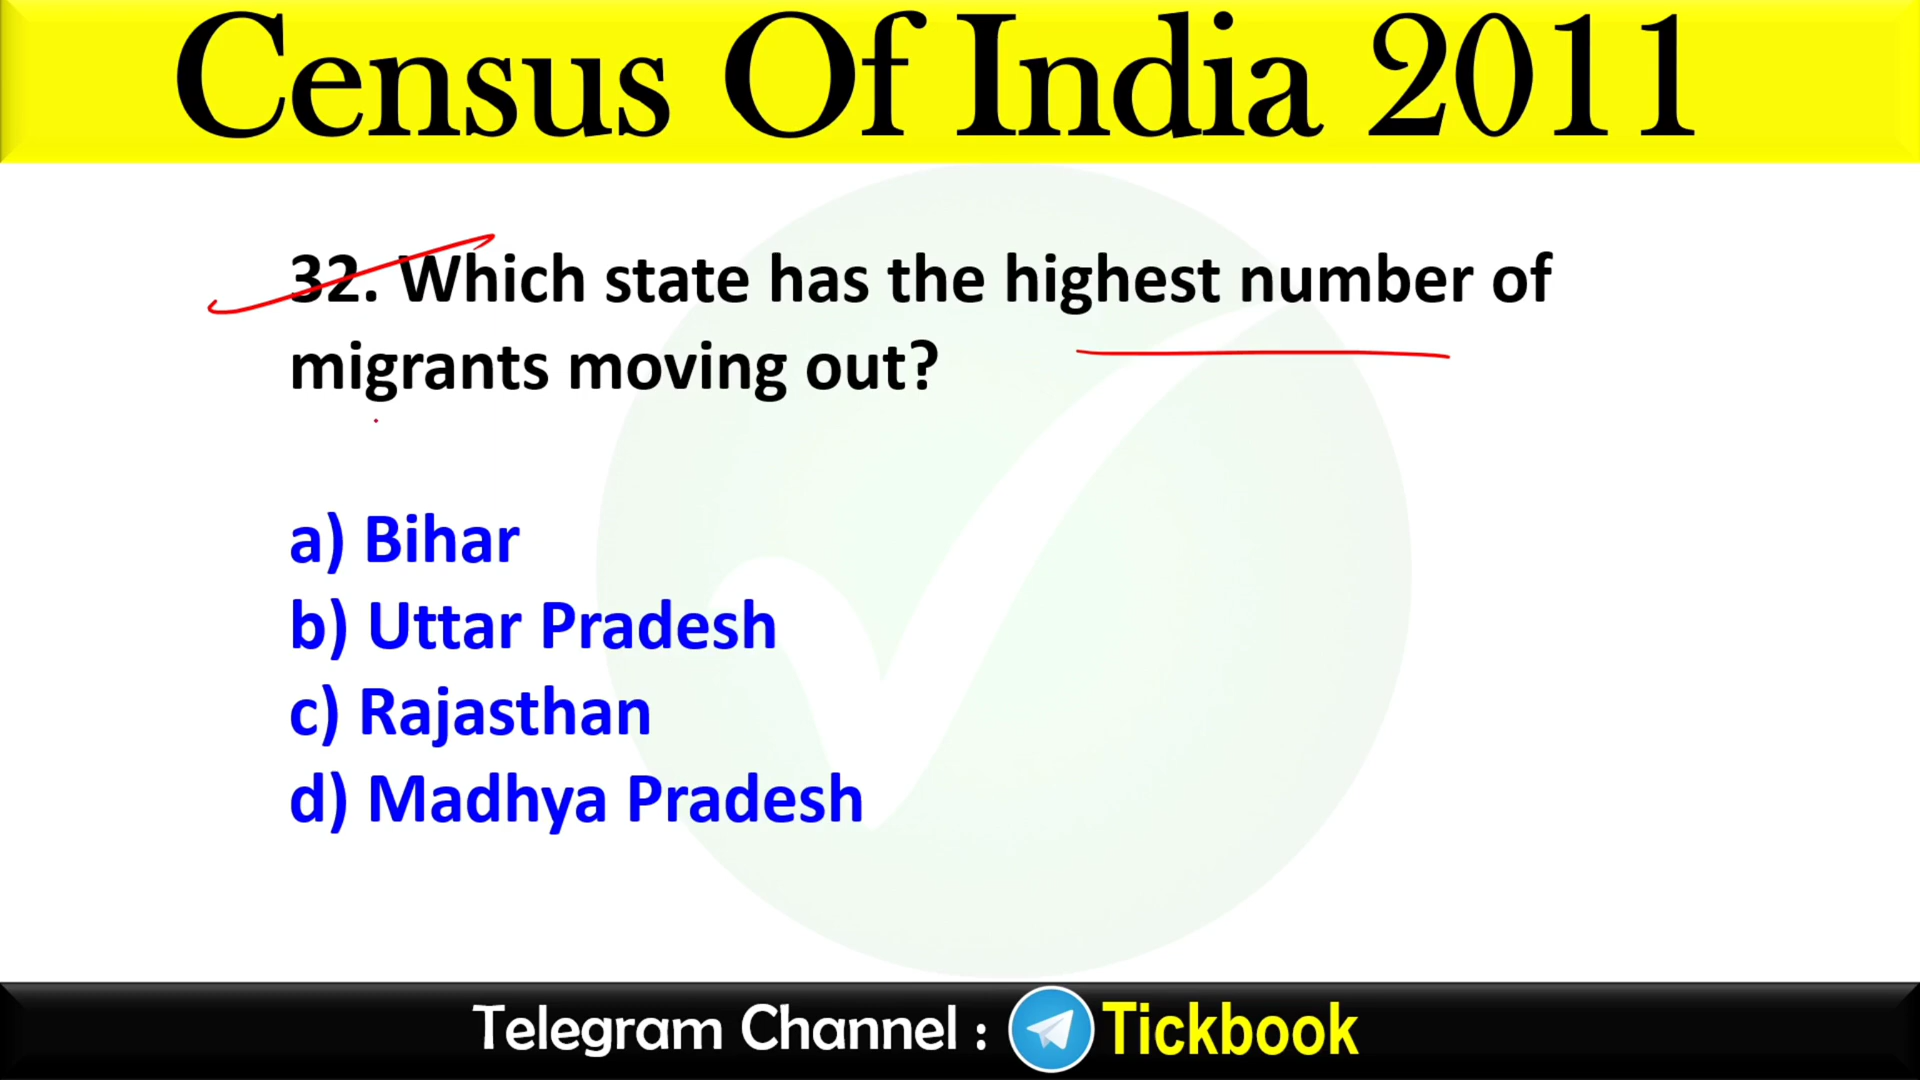 Census Of India 2011
32. Which state has the highest number of
migrants moving out?
a) Bihar
b) Uttar Pradesh
c) Rajasthan
d) Madhya Pradesh
Telegram Channel : Tickbook